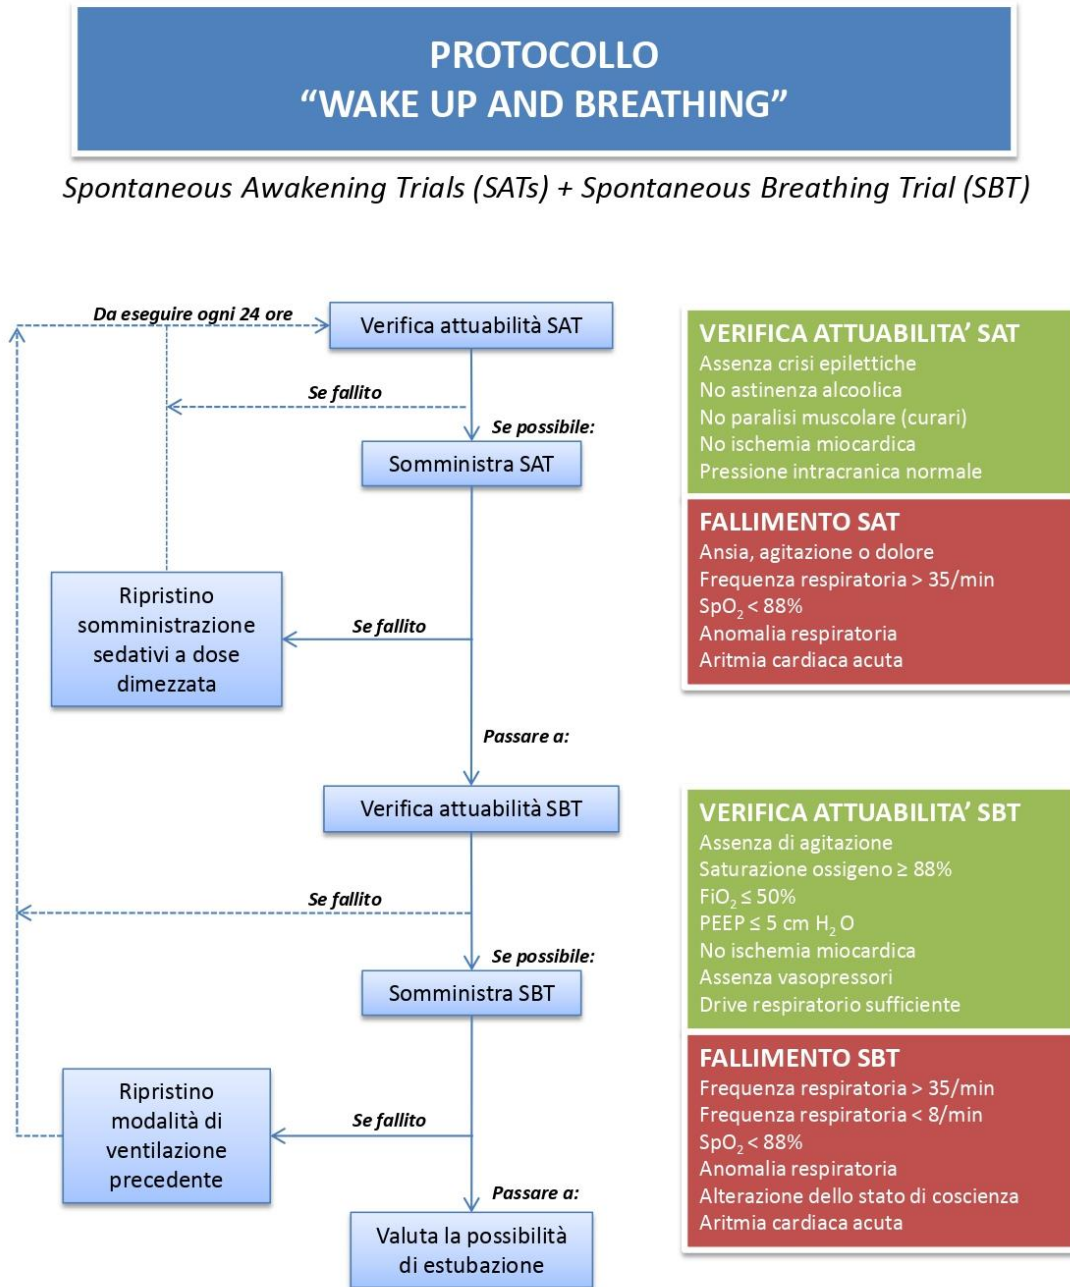 PROTOCOLLO
“WAKE UP AND BREATHING”
Spontaneous Awakening Trials (SATs) + Spontaneous Breathing Trial (SBT)
Da eseguire ogni 24 ore
Verifica attuabilità SAT
Se fallito
Se possibile:
Somministra SAT
Ripristino
somministrazione
sedativi a dose
dimezzata
Se fallito
Passare a:
Verifica attuabilità SBT
Se fallito
Se possibile:
Somministra SBT
Ripristino
modalità di
ventilazione
precedente
Se fallito
Passare a:
Valuta la possibilità
di estubazione
VERIFICA ATTUABILITA’ SAT
Assenza crisi epilettiche
No astinenza alcoolica
No paralisi muscolare (curari)
No ischemia miocardica
Pressione intracranica normale
FALLIMENTO SAT
Ansia, agitazione o dolore
Frequenza respiratoria > 35/min
SpO₂ < 88%
Anomalia respiratoria
Aritmia cardiaca acuta
VERIFICA ATTUABILITA’ SBT
Assenza di agitazione
Saturazione ossigeno ≥ 88%
FiO₂ ≤ 50%
PEEP ≤ 5 cm H₂O
No ischemia miocardica
Assenza vasopressori
Drive respiratorio sufficiente
FALLIMENTO SBT
Frequenza respiratoria > 35/min
Frequenza respiratoria < 8/min
SpO₂ < 88%
Anomalia respiratoria
Alterazione dello stato di coscienza
Aritmia cardiaca acuta